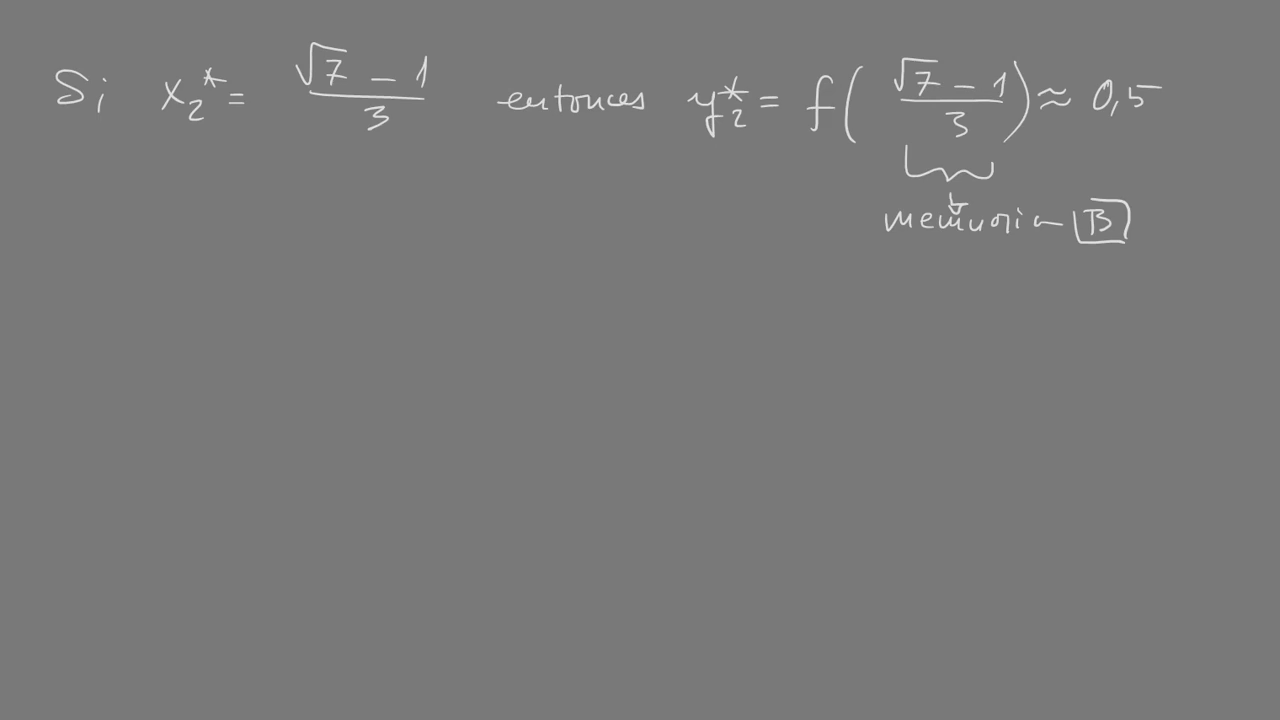 Si x₂* = (√7 - 1)/3 entonces y₂* = f((√7 - 1)/3) ≈ 0,5
memoria B